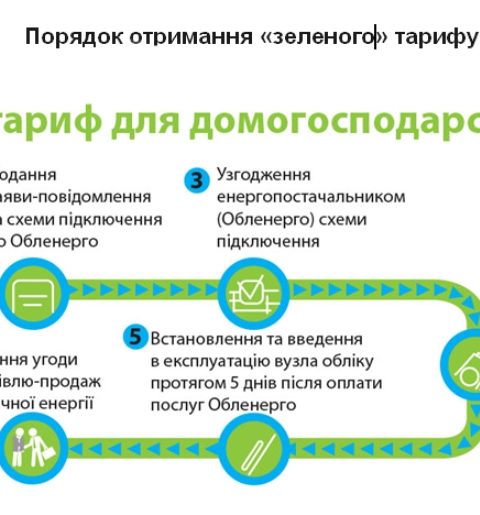 Порядок отримання «зеленого» тарифу
тариф для домогосподарс
одання
аяви-повідомлення
а схеми підключення
о Обленерго
3 Узгодження
енергопостачальником
(Обленерго) схеми
підключення
ння угоди
івлю-продаж
чної енергії
5 Встановлення та введення
в експлуатацію вузла обліку
протягом 5 днів після оплати
послуг Обленерго